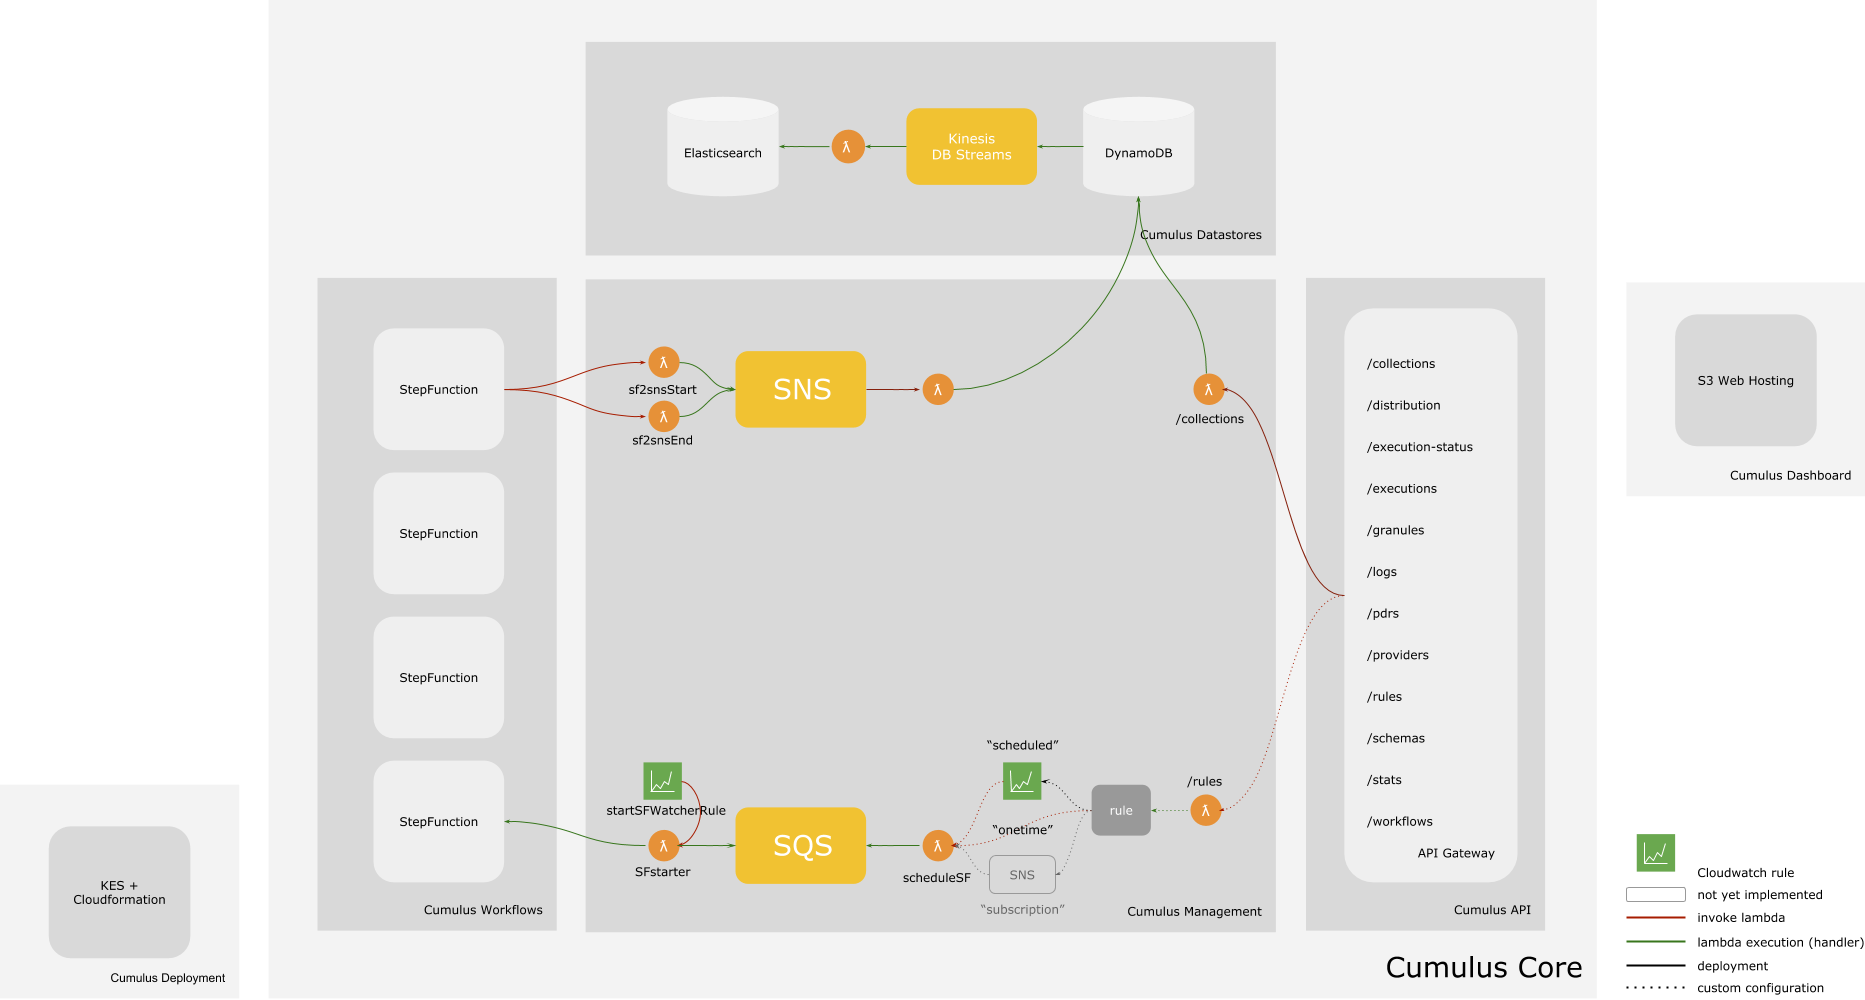 Elasticsearch
ƛ
Kinesis
DB Streams
DynamoDB
Cumulus Datastores
StepFunction
StepFunction
StepFunction
StepFunction
Cumulus Workflows
ƛ
sf2snsStart
ƛ
sf2snsEnd
SNS
ƛ
ƛ
/collections
startSFWatcherRule
ƛ
SFstarter
SQS
ƛ
scheduleSF
“scheduled”
“onetime”
SNS
“subscription”
rule
/rules
ƛ
Cumulus Management
/collections
/distribution
/execution-status
/executions
/granules
/logs
/pdrs
/providers
/rules
/schemas
/stats
/workflows
API Gateway
Cumulus API
Cumulus Core
S3 Web Hosting
Cumulus Dashboard
KES +
Cloudformation
Cumulus Deployment
Cloudwatch rule
not yet implemented
invoke lambda
lambda execution (handler)
deployment
custom configuration